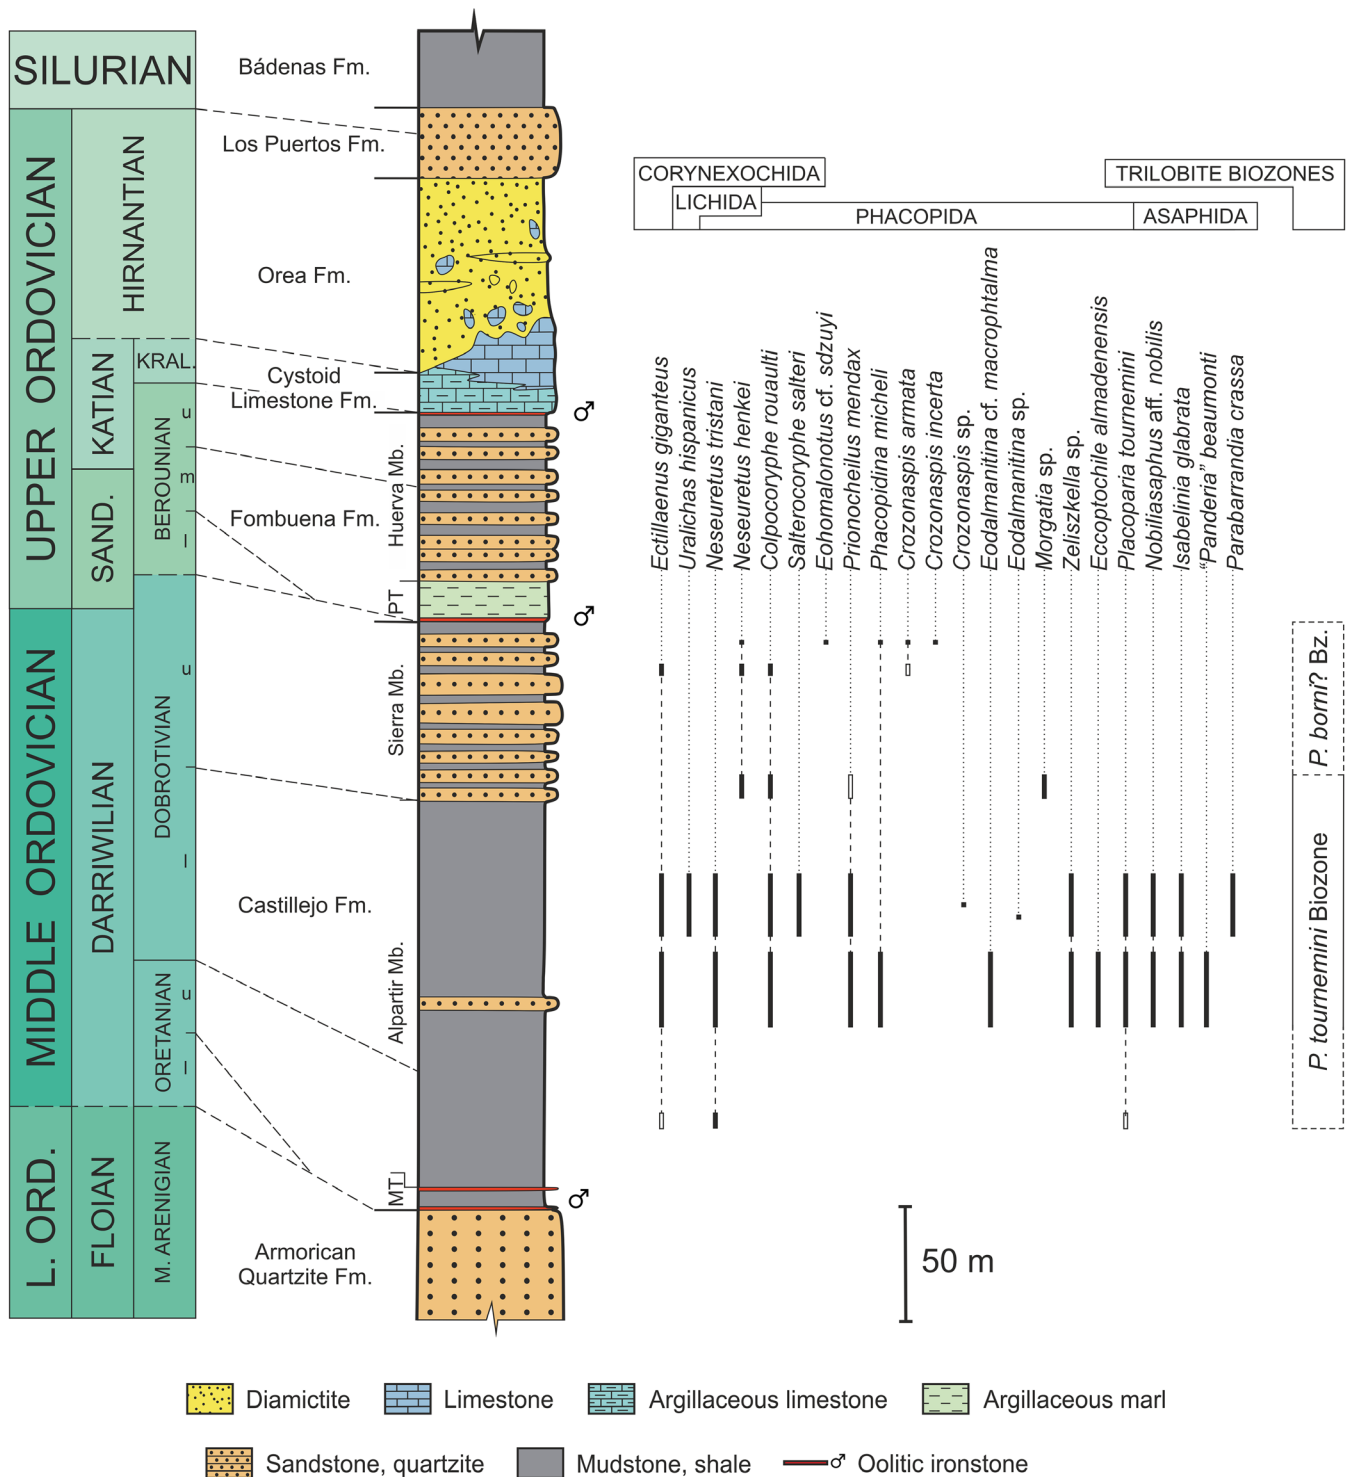 SILURIAN
UPPER ORDOVICIAN
MIDDLE ORDOVICIAN
L. ORD.
HIRNANTIAN
KATIAN
SAND.
DARRIWILIAN
FLOIAN
KRAL.
BEROUNIAN
u
m
l
DOBROTIVIAN
u
l
ORETANIAN
u
l
M. ARENIGIAN
Bádenas Fm.
Los Puertos Fm.
Orea Fm.
Cystoid
Limestone Fm.
Fombuena Fm.
Castillejo Fm.
Armorican
Quartzite Fm.
Huerva Mb.
PT
Sierra Mb.
Alpartir Mb.
MT
♂
♂
♂
CORYNEXOCHIDA
LICHIDA
PHACOPIDA
ASAPHIDA
TRILOBITE BIOZONES
Ectillaenus giganteus
Uralichas hispanicus
Neseuretus tristani
Neseuretus henkei
Colpocoryphe rouaulti
Salterocoryphe salteri
Eohomalonotus cf. sdzuyi
Prionocheilus mendax
Phacopidina micheli
Crozonaspis armata
Crozonaspis incerta
Crozonaspis sp.
Eodalmanitina cf. macrophtalma
Eodalmanitina sp.
Morgatia sp.
Zeliszkella sp.
Eccoptochile almadenensis
Placoparia tournemini
Nobiliasaphus aff. nobilis
Isabelinia glabrata
“Panderia” beaumonti
Parabarrandia crassa
P. borni? Bz.
P. tournemini Biozone
50 m
Diamictite
Limestone
Argillaceous limestone
Argillaceous marl
Sandstone, quartzite
Mudstone, shale
♂ Oolitic ironstone